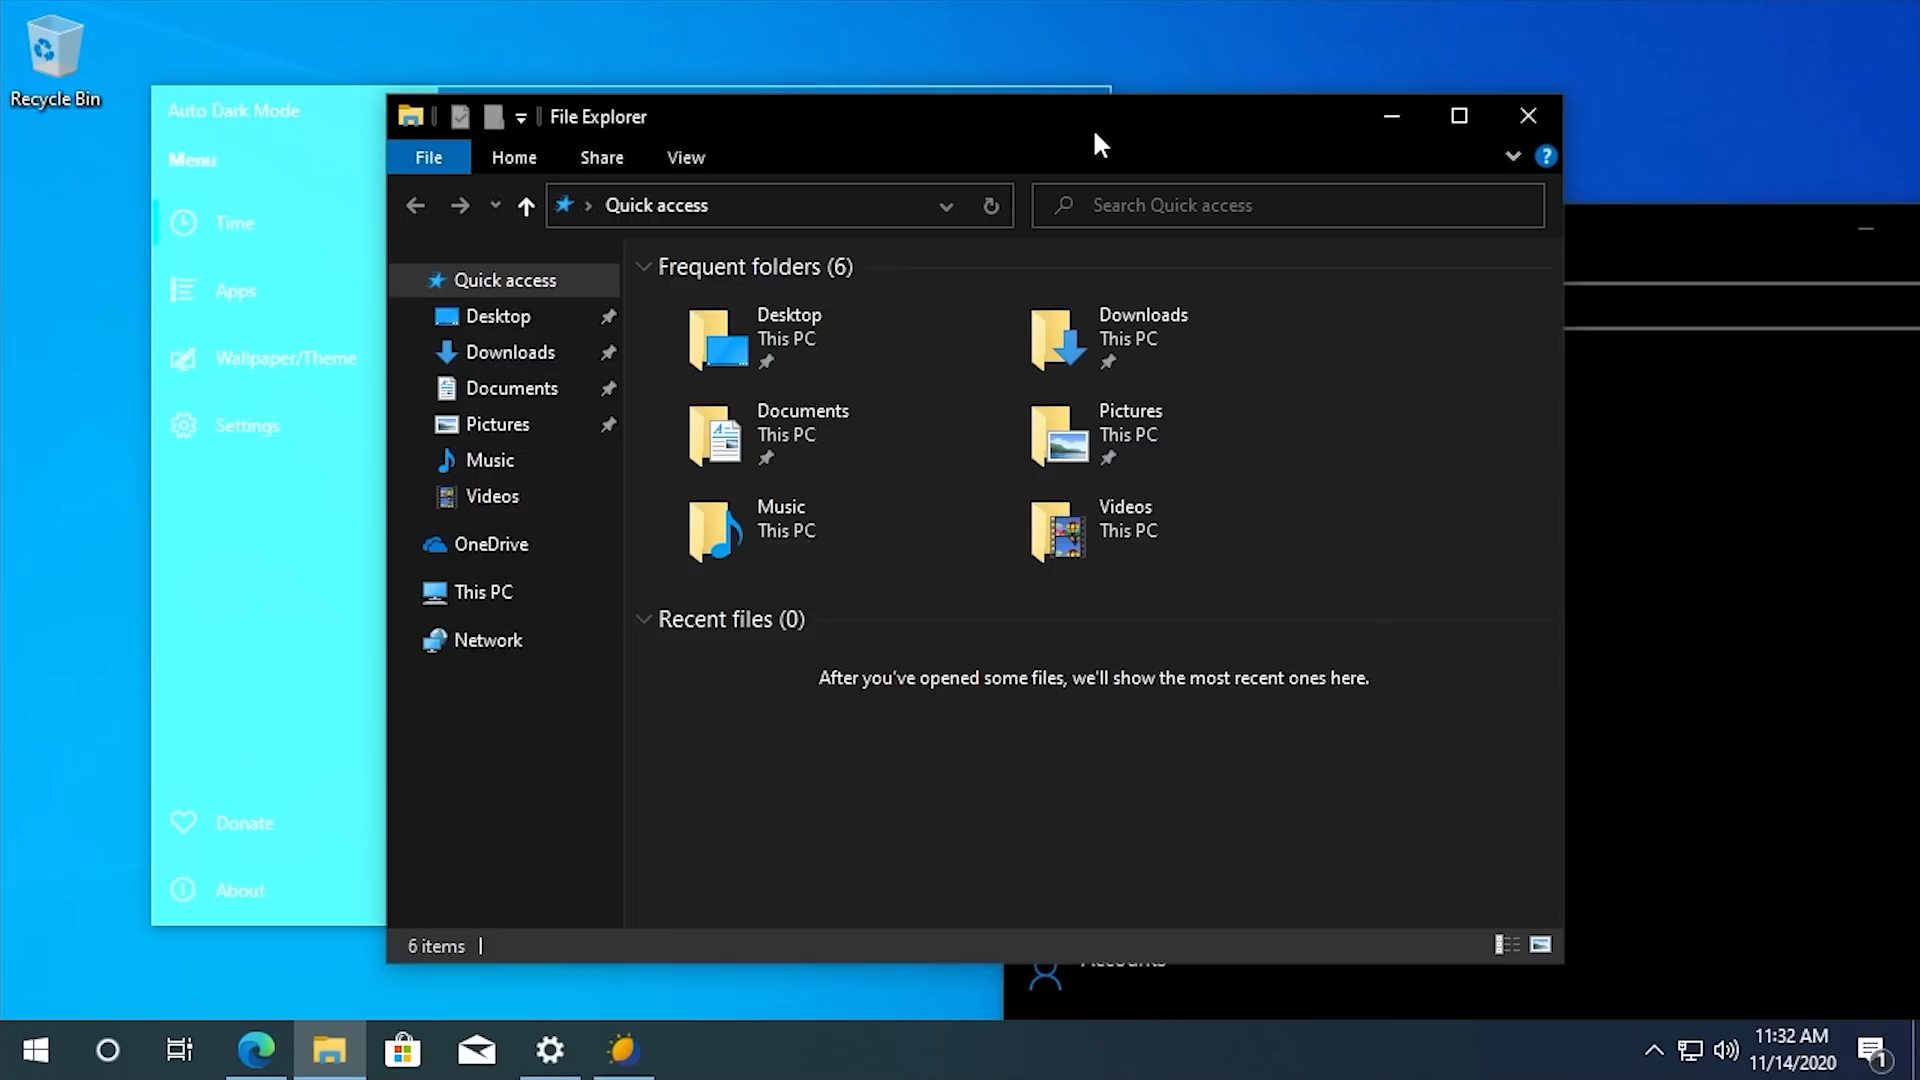 Recycle Bin
Auto Dark Mode
Menu
Time
Apps
Wallpaper/Theme
Settings
Donate
About
File Explorer
File Home Share View
?
Quick access
Search Quick access
Quick access
Desktop
Downloads
Documents
Pictures
Music
Videos
OneDrive
This PC
Network
Frequent folders (6)
Desktop
This PC
Downloads
This PC
Documents
This PC
Pictures
This PC
Music
This PC
Videos
This PC
Recent files (0)
After you've opened some files, we'll show the most recent ones here.
6 items
Accounts
11:32 AM
11/14/2020
1